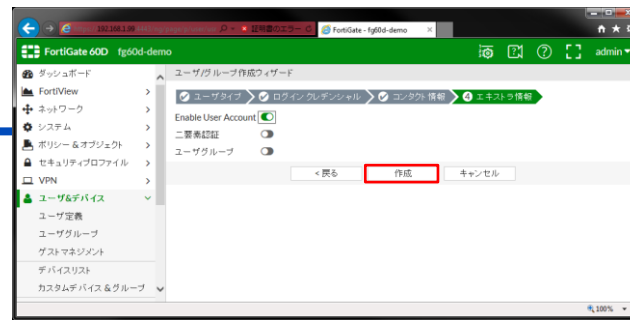 192.168.1.99
証明書のエラー
FortiGate - fg60d-demo
FortiGate 60D fg60d-demo
admin
ダッシュボード
ユーザ/グループ作成ウィザード
FortiView
ユーザタイプ
ログインクレデンシャル
コンタクト情報
4 エキストラ情報
ネットワーク
Enable User Account
システム
二要素認証
ポリシー & オブジェクト
ユーザグループ
セキュリティプロファイル
< 戻る 作成 キャンセル
VPN
ユーザ&デバイス
ユーザ定義
ユーザグループ
ゲストマネジメント
デバイスリスト
カスタムデバイス & グループ
100%